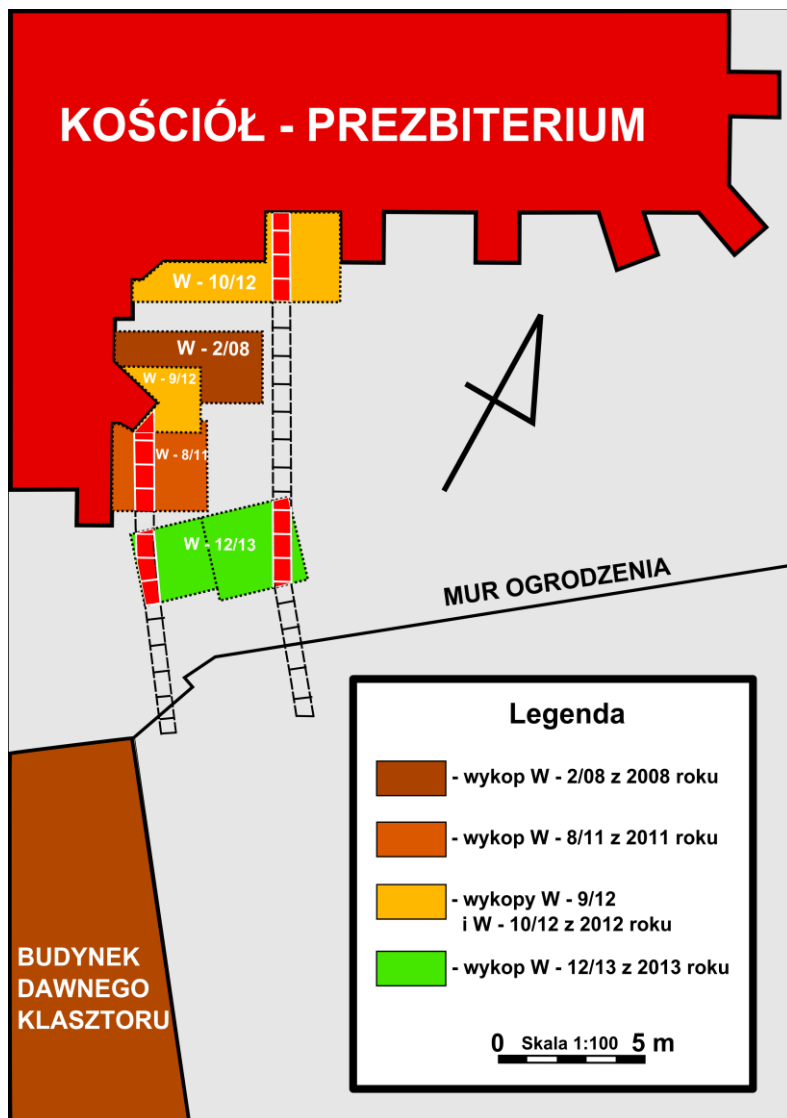 KOŚCIÓŁ - PREZBITERIUM
W - 10/12
W - 2/08
W - 9/12
W - 8/11
W - 12/13
MUR OGRODZENIA
Legenda
- wykop W - 2/08 z 2008 roku
- wykop W - 8/11 z 2011 roku
- wykopy W - 9/12
i W - 10/12 z 2012 roku
- wykop W - 12/13 z 2013 roku
0 Skala 1:100 5 m
BUDYNEK
DAWNEGO
KLASZTORU